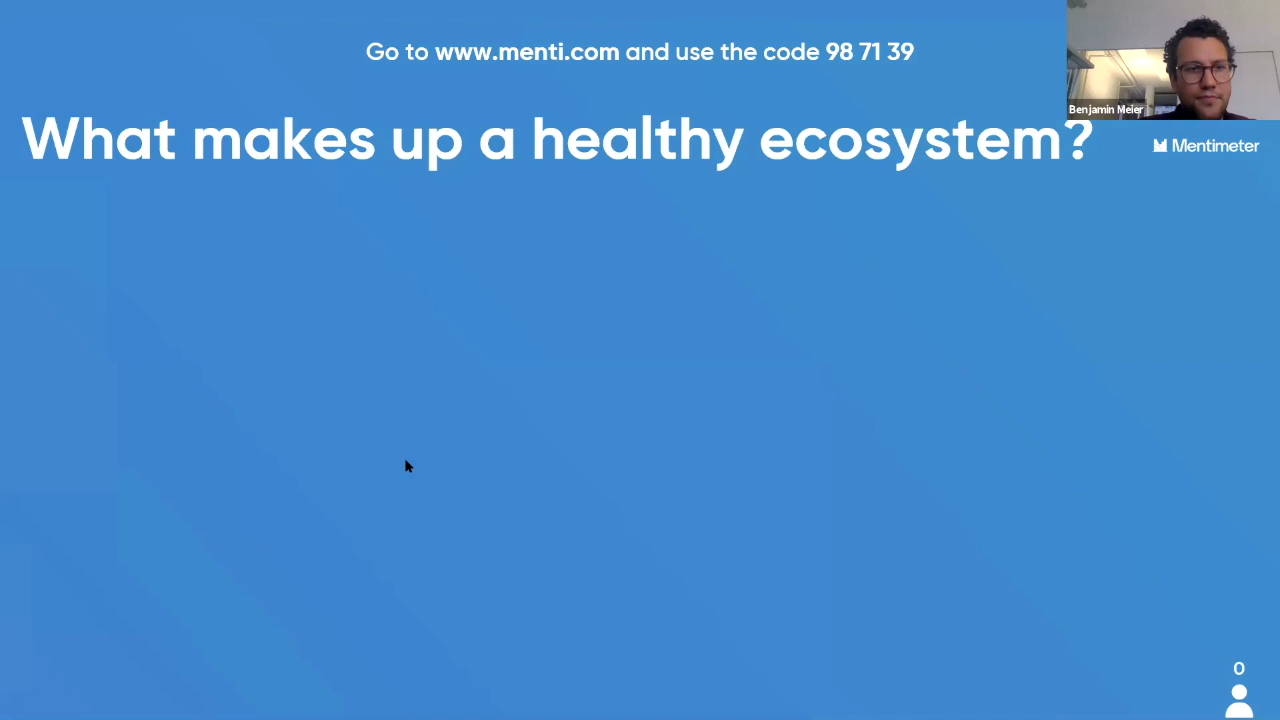 Go to www.menti.com and use the code 98 71 39
Benjamin Meier
What makes up a healthy ecosystem?
Mentimeter
0